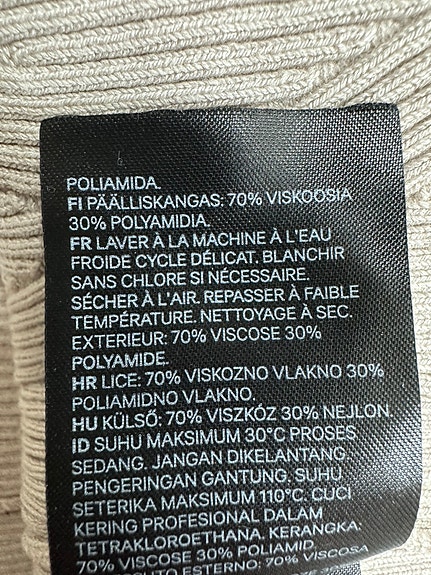 POLIAMIDA.
FI PÄÄLLISKANGAS: 70% VISKOOSIA
30% POLYAMIDIA.
FR LAVER À LA MACHINE À L'EAU
FROIDE CYCLE DÉLICAT. BLANCHIR
SANS CHLORE SI NÉCESSAIRE.
SÉCHER À L'AIR. REPASSER À FAIBLE
TEMPÉRATURE. NETTOYAGE À SEC.
EXTERIEUR: 70% VISCOSE 30%
POLYAMIDE.
HR LICE: 70% VISKOZNO VLAKNO 30%
POLIAMIDNO VLAKNO.
HU KÜLSŐ: 70% VISZKÓZ 30% NEJLON.
ID SUHU MAKSIMUM 30°C PROSES
SEDANG. JANGAN DIKELANTANG.
PENGERINGAN GANTUNG. SUHU
SETERIKA MAKSIMUM 110°C. CUCI
KERING PROFESIONAL DALAM
TETRAKLOROETHANA. KERANGKA:
70% VISCOSE 30% POLIAMID
ESTERNO: 70% VISCOSA